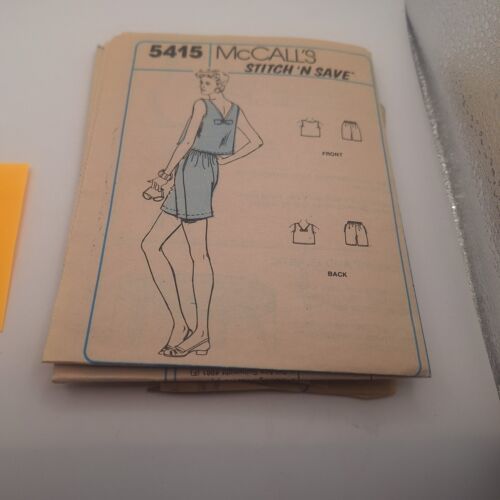 5415 McCALL'S
STITCH 'N SAVE®
FRONT
BACK